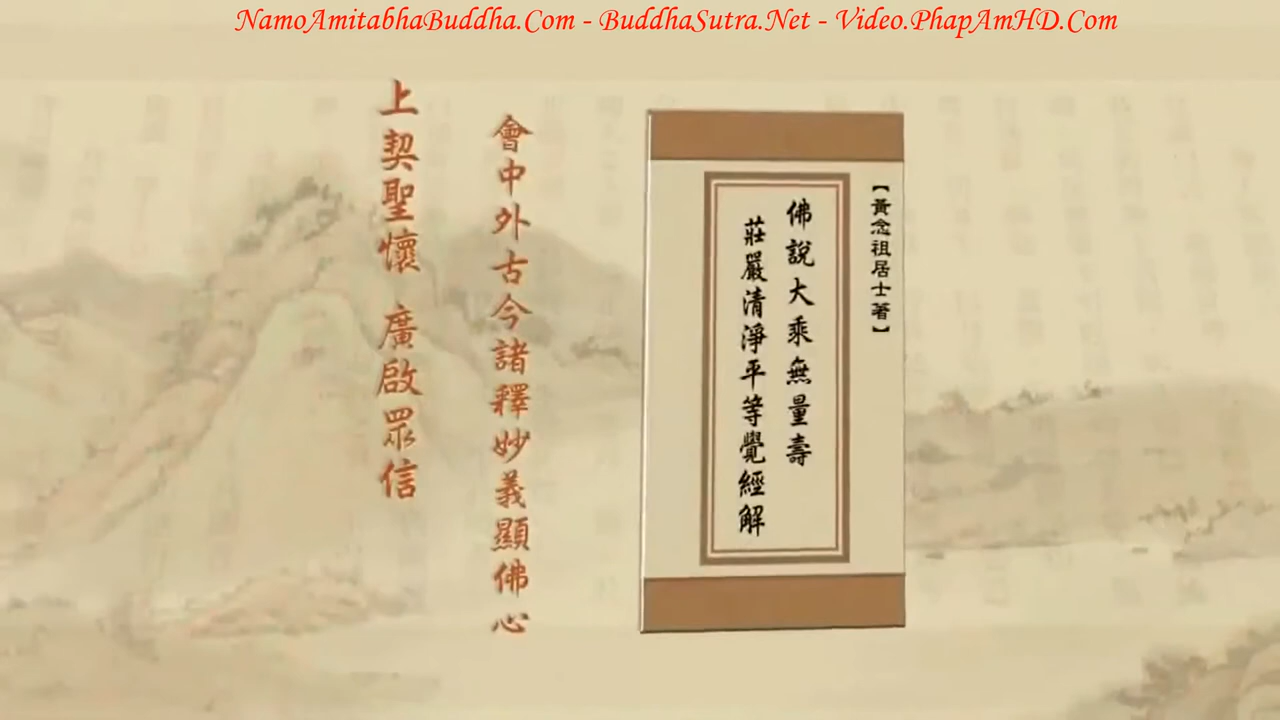 NamoAmitabhaBuddha.Com - BuddhaSutra.Net - Video.PhapAmHD.Com
【黃念祖居士著】
佛說大乘無量壽
莊嚴清淨平等覺經解
會中外古今諸釋妙義顯佛心
上契聖懷 廣啟眾信